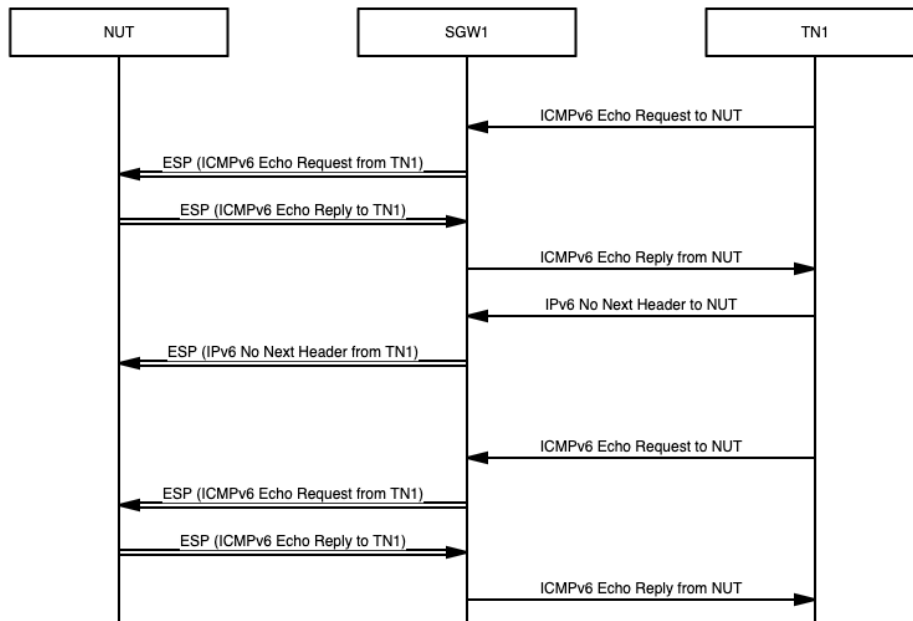 NUT
SGW1
TN1
ICMPv6 Echo Request to NUT
ESP (ICMPv6 Echo Request from TN1)
ESP (ICMPv6 Echo Reply to TN1)
ICMPv6 Echo Reply from NUT
IPv6 No Next Header to NUT
ESP (IPv6 No Next Header from TN1)
ICMPv6 Echo Request to NUT
ESP (ICMPv6 Echo Request from TN1)
ESP (ICMPv6 Echo Reply to TN1)
ICMPv6 Echo Reply from NUT